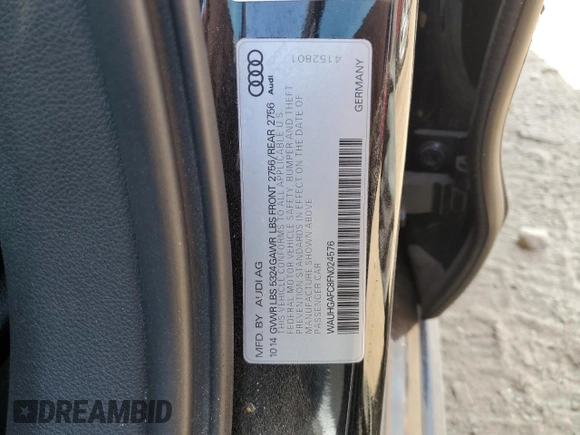 Audi
4152801
GERMANY
MFD. BY AUDI AG
10 14 GVWR LBS 5324 GAWR LBS FRONT 2756/REAR 2756
THIS VEHICLE CONFORMS TO ALL APPLICABLE U.S.
FEDERAL MOTOR VEHICLE SAFETY, BUMPER AND THEFT
PREVENTION STANDARDS IN EFFECT ON THE DATE OF
MANUFACTURE SHOWN ABOVE.
PASSENGER CAR
WAUHGAFC8FN024576
DREAMBID